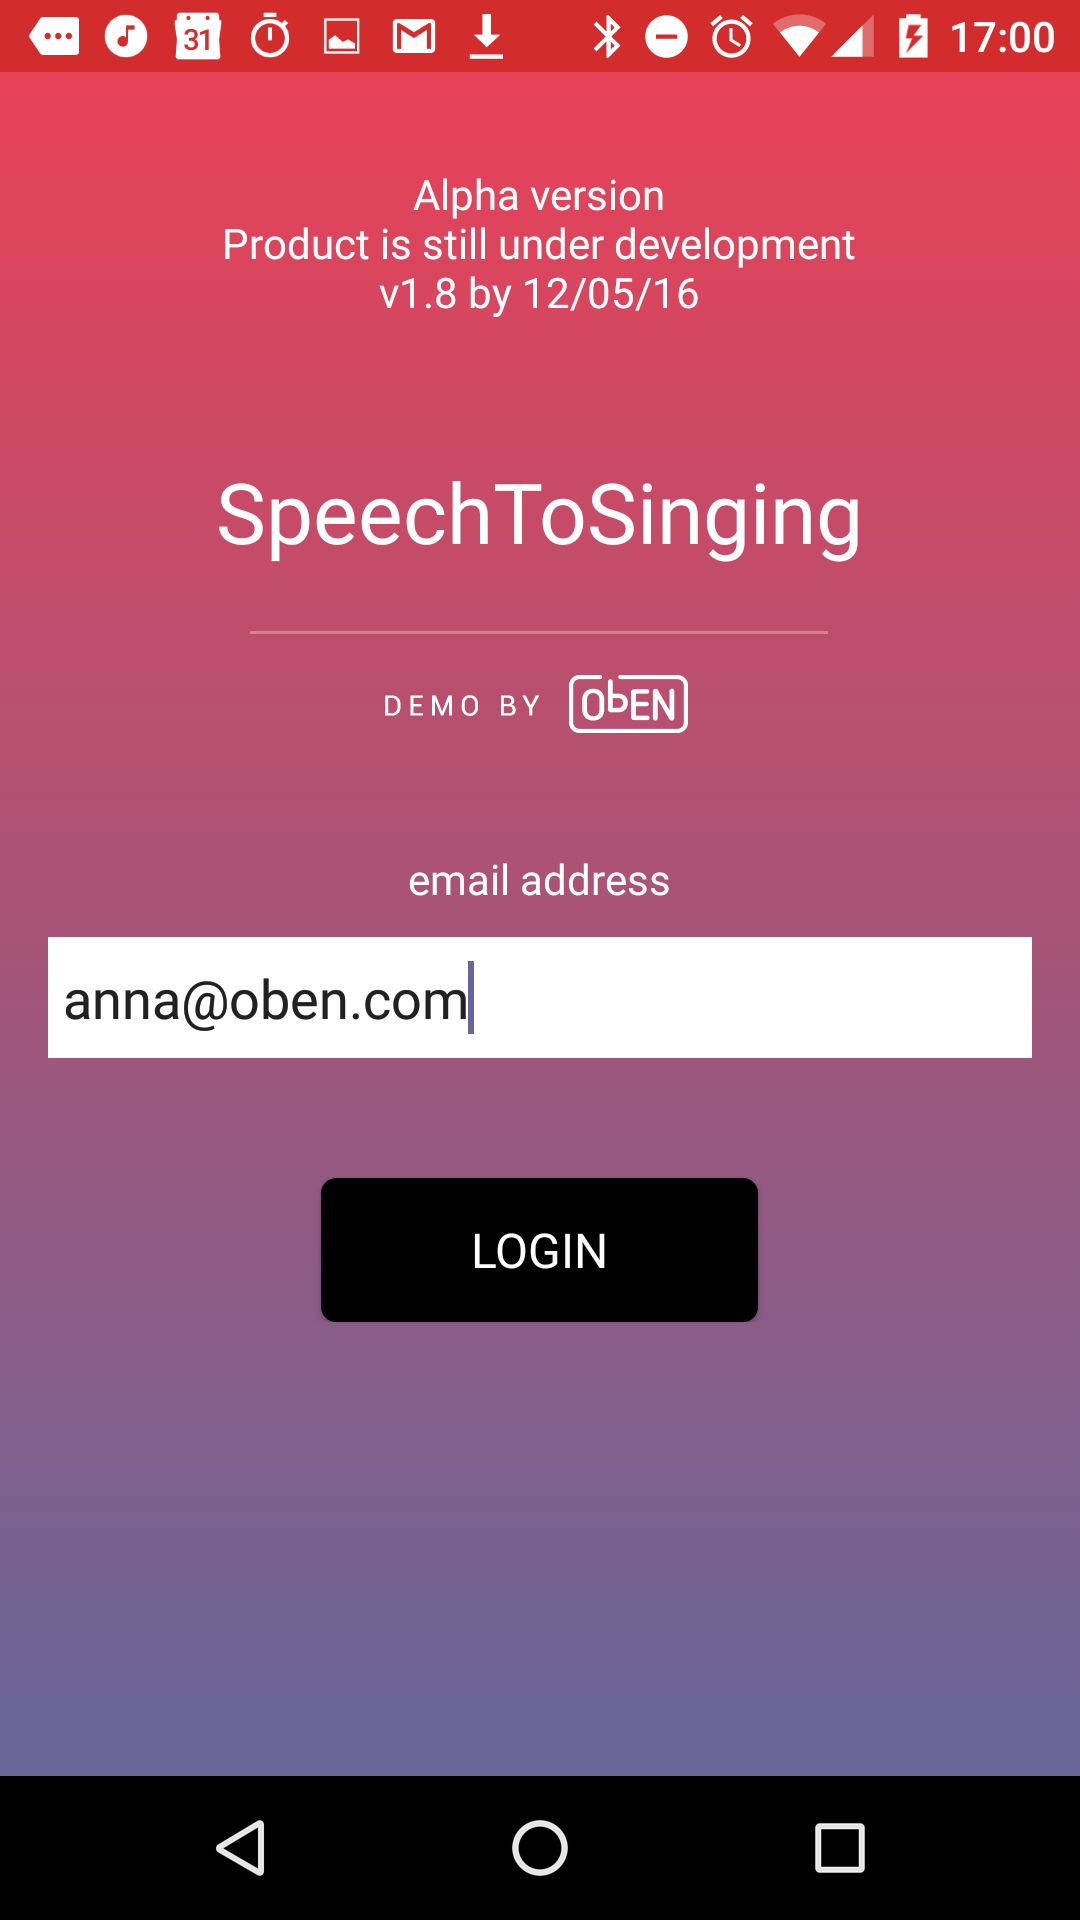 31 17:00
Alpha version
Product is still under development
v1.8 by 12/05/16
SpeechToSinging
DEMO BY ObEN
email address
anna@oben.com
LOGIN